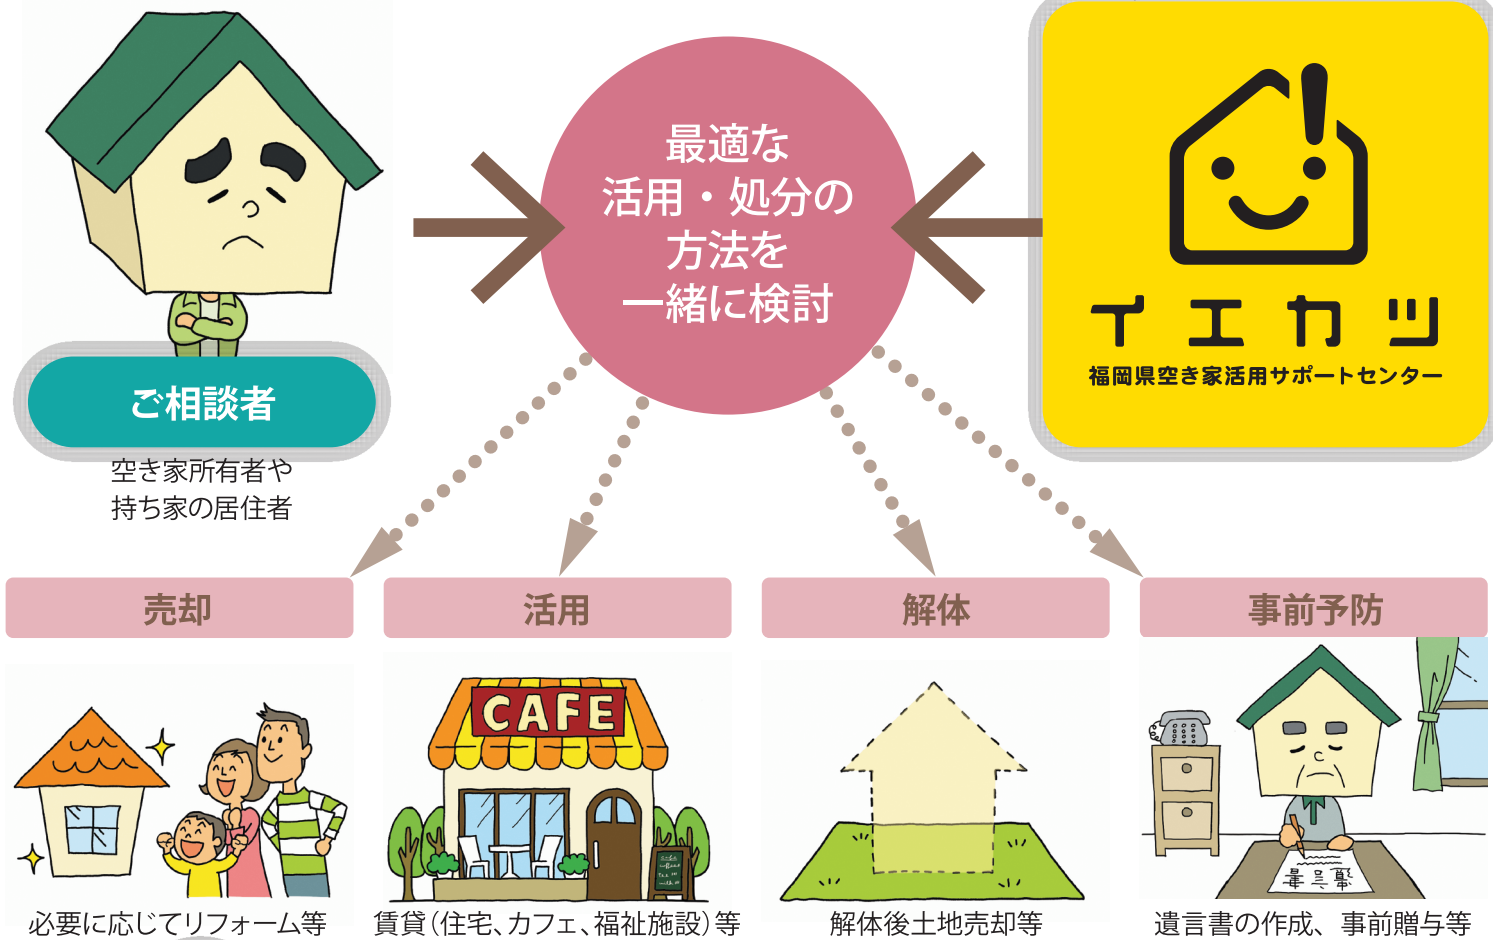 最適な
活用・処分の
方法を
一緒に検討
イエカツ
福岡県空き家活用サポートセンター
ご相談者
空き家所有者や
持ち家の居住者
売却
活用
解体
事前予防
CAFE
必要に応じてリフォーム等
賃貸(住宅、カフェ、福祉施設)等
解体後土地売却等
遺言書の作成、事前贈与等